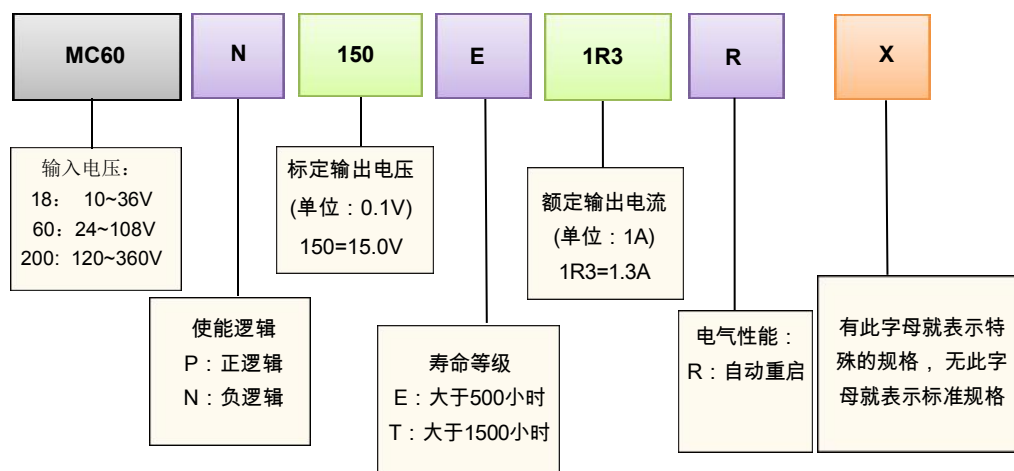 MC60
N
150
E
1R3
R
X
输入电压：
18： 10~36V
60：24~108V
200: 120~360V
标定输出电压
(单位：0.1V)
150=15.0V
额定输出电流
(单位：1A)
1R3=1.3A
使能逻辑
P：正逻辑
N：负逻辑
寿命等级
E：大于500小时
T：大于1500小时
电气性能：
R：自动重启
有此字母就表示特
殊的规格，无此字
母就表示标准规格